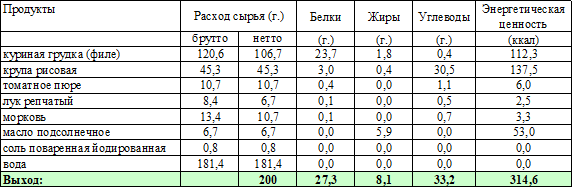 Продукты Расход сырья (г.) Белки Жиры Углеводы Энергетическая ценность
брутто нетто (г.) (г.) (г.) (ккал)
куриная грудка (филе) 120,6 106,7 23,7 1,8 0,4 112,3
крупа рисовая 45,3 45,3 3,0 0,4 30,5 137,5
томатное пюре 10,7 10,7 0,4 0,0 1,1 6,0
лук репчатый 8,4 6,7 0,1 0,0 0,5 2,5
морковь 13,4 10,7 0,1 0,0 0,7 3,3
масло подсолнечное 6,7 6,7 0,0 5,9 0,0 53,0
соль поваренная йодированная 0,8 0,8 0,0 0,0 0,0 0,0
вода 181,4 181,4 0,0 0,0 0,0 0,0
Выход: 200 27,3 8,1 33,2 314,6